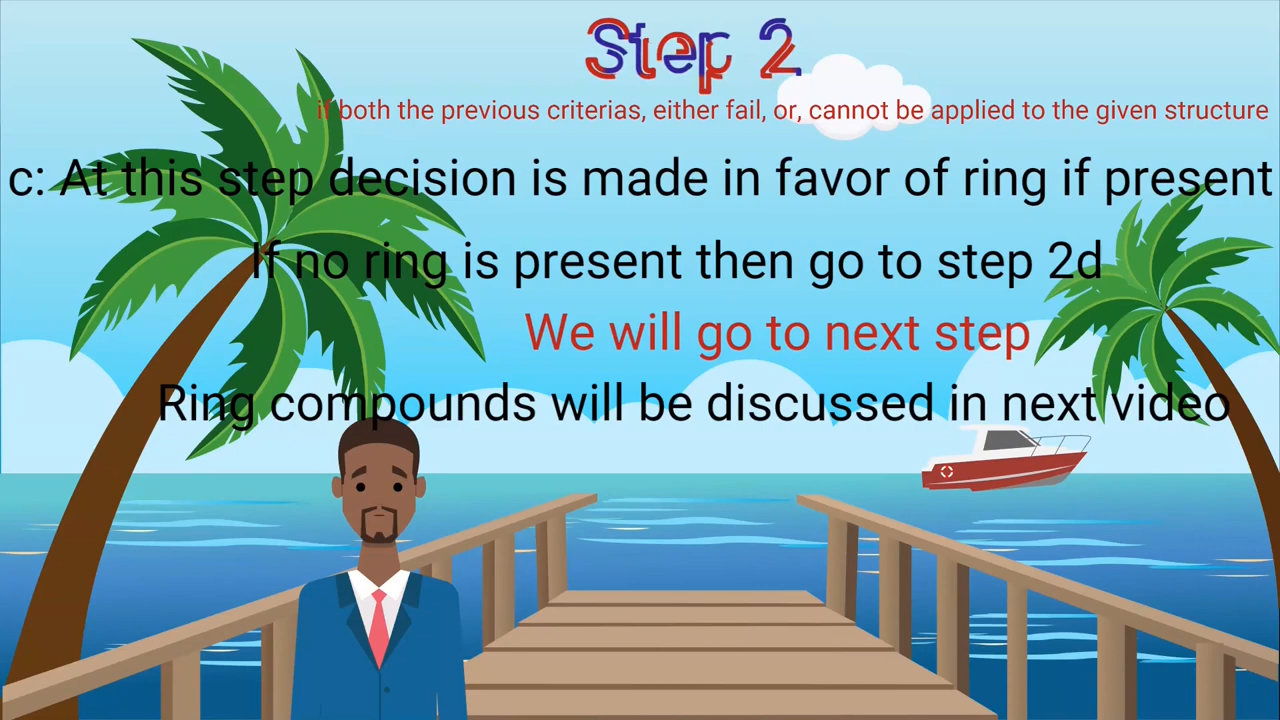 Step 2
if both the previous criterias, either fail, or, cannot be applied to the given structure
c: At this step decision is made in favor of ring if present
If no ring is present then go to step 2d
We will go to next step
Ring compounds will be discussed in next video